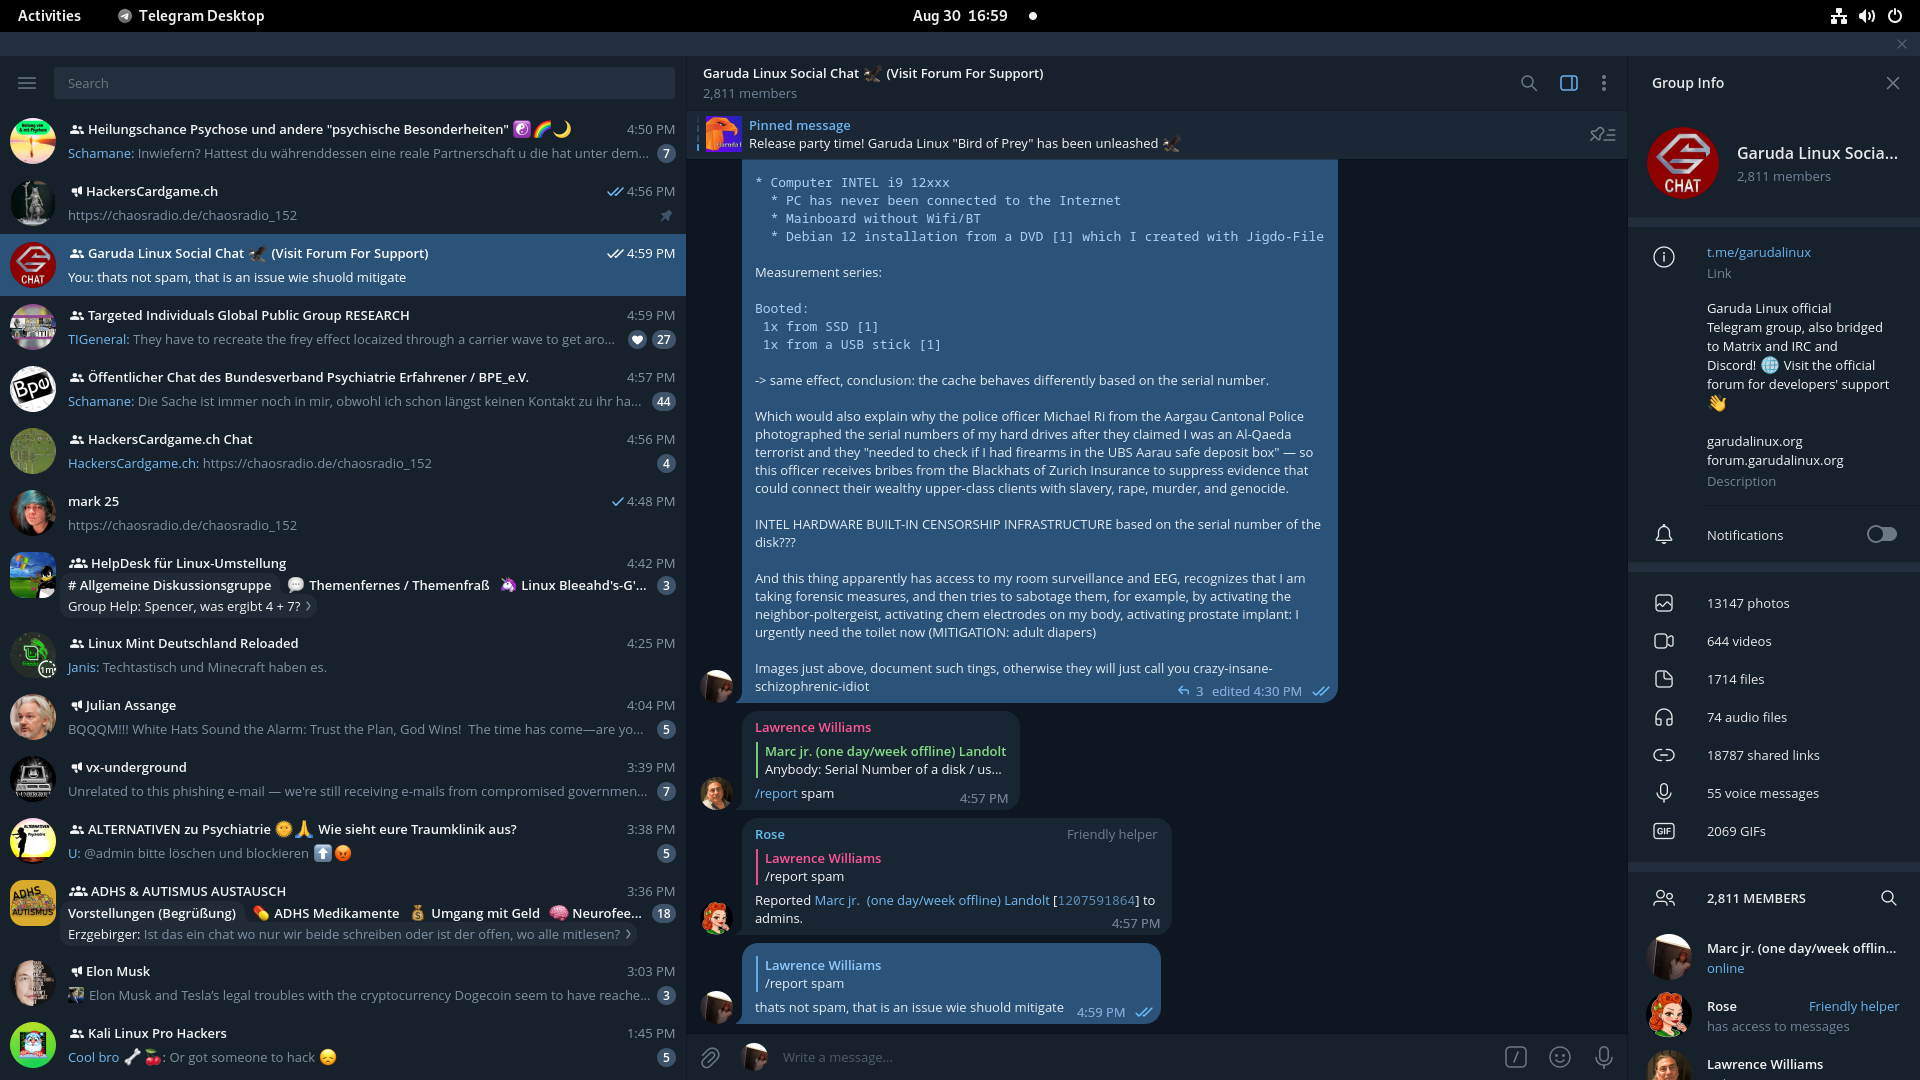 Activities
Telegram Desktop
Aug 30 16:59
Search
Heilungschance Psychose und andere "psychische Besonderheiten" ☯️🌈🌙 4:50 PM
Schamane: Inwiefern? Hattest du währenddessen eine reale Partnerschaft u die hat unter dem... 7
HackersCardgame.ch 4:56 PM
https://chaosradio.de/chaosradio_152
Garuda Linux Social Chat (Visit Forum For Support) 4:59 PM
You: thats not spam, that is an issue wie shuold mitigate
Targeted Individuals Global Public Group RESEARCH 4:59 PM
TIGeneral: They have to recreate the frey effect locaized through a carrier wave to get aro... 27
Öffentlicher Chat des Bundesverband Psychiatrie Erfahrener / BPE_e.V. 4:57 PM
Bpe
Schamane: Die Sache ist immer noch in mir, obwohl ich schon längst keinen Kontakt zu ihr ha... 44
HackersCardgame.ch Chat 4:56 PM
HackersCardgame.ch: https://chaosradio.de/chaosradio_152 4
mark 25 4:48 PM
https://chaosradio.de/chaosradio_152
HelpDesk für Linux-Umstellung 4:42 PM
# Allgemeine Diskussionsgruppe 💬 Themenfernes / Themenfraß 🦄 Linux Bleeahd's-G'... 3
Group Help: Spencer, was ergibt 4 + 7? >
Linux Mint Deutschland Reloaded 4:25 PM
1m
Janis: Techtastisch und Minecraft haben es.
Julian Assange 4:04 PM
BQQQM!!! White Hats Sound the Alarm: Trust the Plan, God Wins! The time has come—are yo... 5
vx-underground 3:39 PM
Unrelated to this phishing e-mail — we're still receiving e-mails from compromised governmen... 7
ALTERNATIVEN zu Psychiatrie 🌞🙏 Wie sieht eure Traumklinik aus? 3:38 PM
U: @admin bitte löschen und blockieren ⬆️😡 5
ADHS & AUTISMUS AUSTAUSCH 3:36 PM
ADHS
AUTISMUS
Vorstellungen (Begrüßung) 💊 ADHS Medikamente 💰 Umgang mit Geld 🧠 Neurofee... 18
Erzgebirger: Ist das ein chat wo nur wir beide schreiben oder ist der offen, wo alle mitlesen? >
Elon Musk 3:03 PM
Elon Musk and Tesla's legal troubles with the cryptocurrency Dogecoin seem to have reache... 3
Kali Linux Pro Hackers 1:45 PM
Cool bro 🦴🍒: Or got someone to hack 😞 5
Garuda Linux Social Chat (Visit Forum For Support)
2,811 members
Pinned message
Release party time! Garuda Linux "Bird of Prey" has been unleashed
* Computer INTEL i9 12xxx
* PC has never been connected to the Internet
* Mainboard without Wifi/BT
* Debian 12 installation from a DVD [1] which I created with Jigdo-File
Measurement series:
Booted:
1x from SSD [1]
1x from a USB stick [1]
-> same effect, conclusion: the cache behaves differently based on the serial number.
Which would also explain why the police officer Michael Ri from the Aargau Cantonal Police
photographed the serial numbers of my hard drives after they claimed I was an Al-Qaeda
terrorist and they "needed to check if I had firearms in the UBS Aarau safe deposit box" — so
this officer receives bribes from the Blackhats of Zurich Insurance to suppress evidence that
could connect their wealthy upper-class clients with slavery, rape, murder, and genocide.
INTEL HARDWARE BUILT-IN CENSORSHIP INFRASTRUCTURE based on the serial number of the
disk???
And this thing apparently has access to my room surveillance and EEG, recognizes that I am
taking forensic measures, and then tries to sabotage them, for example, by activating the
neighbor-poltergeist, activating chem electrodes on my body, activating prostate implant: I
urgently need the toilet now (MITIGATION: adult diapers)
Images just above, document such tings, otherwise they will just call you crazy-insane-
schizophrenic-idiot
3 edited 4:30 PM
Lawrence Williams
Marc jr. (one day/week offline) Landolt
Anybody: Serial Number of a disk / us...
/report spam
4:57 PM
Rose Friendly helper
Lawrence Williams
/report spam
Reported Marc jr. (one day/week offline) Landolt [1207591864] to
admins.
4:57 PM
Lawrence Williams
/report spam
thats not spam, that is an issue wie shuold mitigate 4:59 PM
Write a message...
Group Info
CHAT
Garuda Linux Socia...
2,811 members
t.me/garudalinux
Link
Garuda Linux official
Telegram group, also bridged
to Matrix and IRC and
Discord! 🌐 Visit the official
forum for developers' support
👋
garudalinux.org
forum.garudalinux.org
Description
Notifications
13147 photos
644 videos
1714 files
74 audio files
18787 shared links
55 voice messages
GIF 2069 GIFs
2,811 MEMBERS
Marc jr. (one day/week offlin...
online
Rose Friendly helper
has access to messages
Lawrence Williams